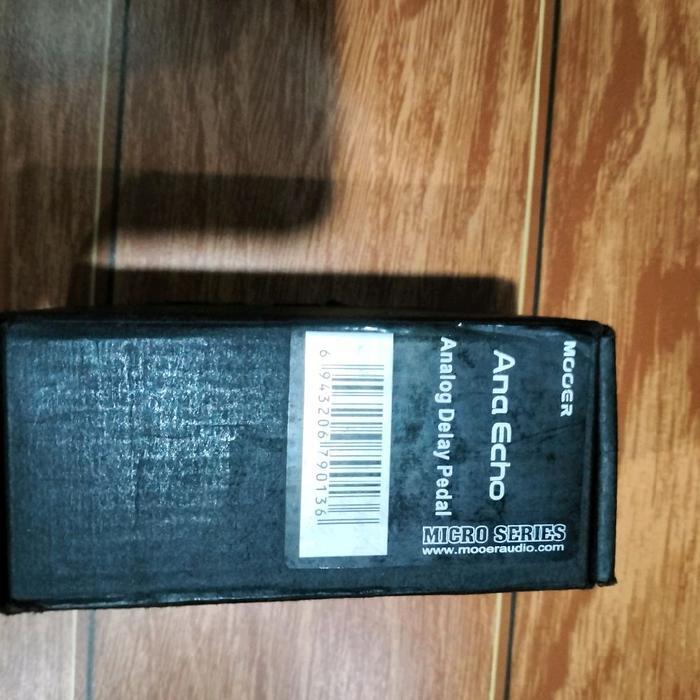 MOOER
Ana Echo
Analog Delay Pedal
6 943206 790136
MICRO SERIES
www.mooeraudio.com